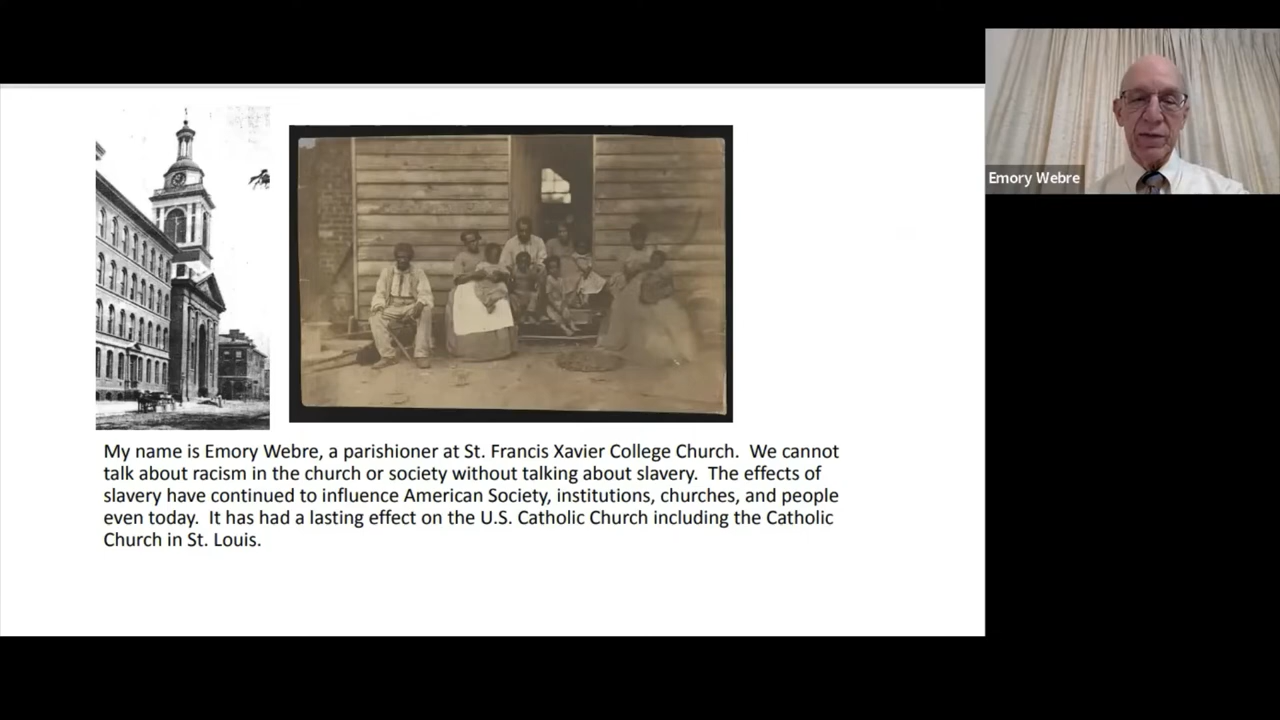 Emory Webre
My name is Emory Webre, a parishioner at St. Francis Xavier College Church.  We cannot
talk about racism in the church or society without talking about slavery.  The effects of
slavery have continued to influence American Society, institutions, churches, and people
even today.  It has had a lasting effect on the U.S. Catholic Church including the Catholic
Church in St. Louis.